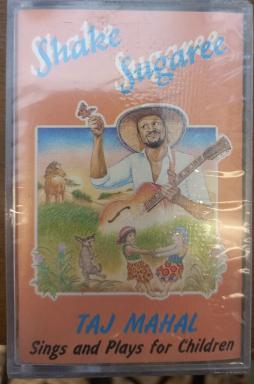 Shake
Sugaree
TAJ MAHAL
Sings and Plays for Children